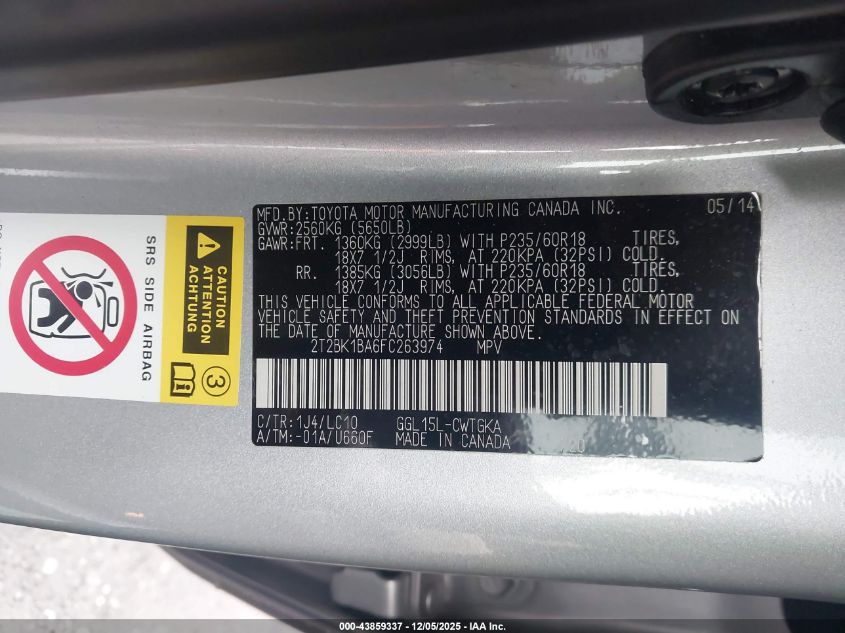 MFD.BY:TOYOTA MOTOR MANUFACTURING CANADA INC. 05/14
GVWR:2560KG (5650LB)
GAWR:FRT. 1360KG (2999LB) WITH P235/60R18 TIRES,
18X7 1/2J RIMS, AT 220KPA (32PSI) COLD.
RR. 1385KG (3056LB) WITH P235/60R18 TIRES,
18X7 1/2J RIMS, AT 220KPA (32PSI) COLD.
THIS VEHICLE CONFORMS TO ALL APPLICABLE FEDERAL MOTOR
VEHICLE SAFETY AND THEFT PREVENTION STANDARDS IN EFFECT ON
THE DATE OF MANUFACTURE SHOWN ABOVE.
2T2BK1BA6FC263974 MPV
C/TR:1J4/LC10 GGL15L-CWTGKA
A/TM:-01A/U660F MADE IN CANADA
SRS SIDE AIRBAG
CAUTION
ATTENTION
ACHTUNG
3
000-43859337 - 12/05/2025 - IAA Inc.